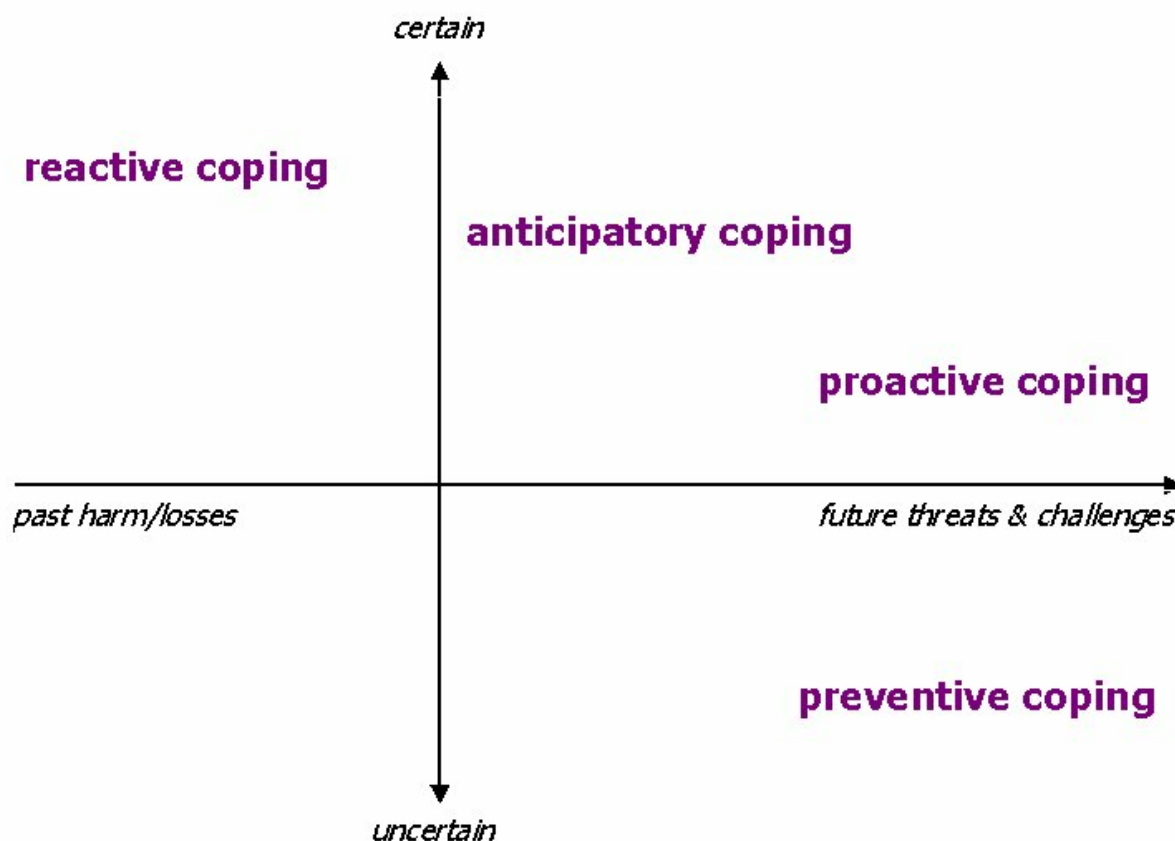 certain
reactive coping
anticipatory coping
proactive coping
past harm/losses
future threats & challenges
preventive coping
uncertain